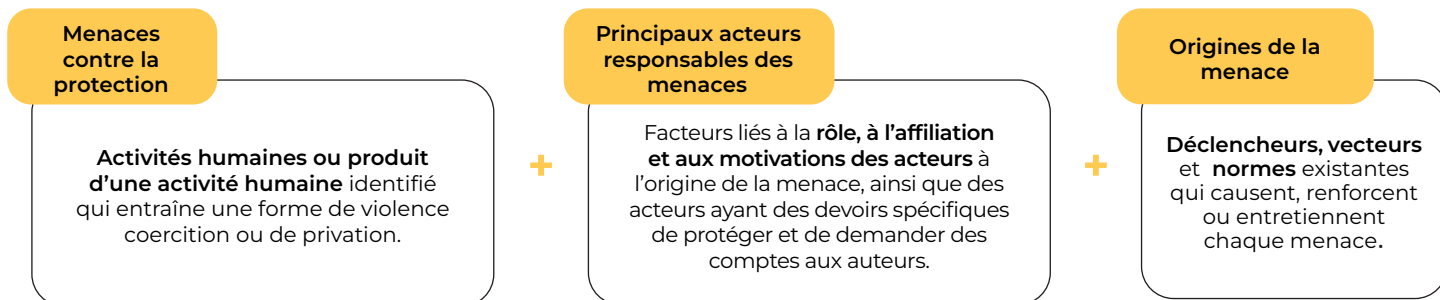 Menaces
contre la
protection
Activités humaines ou produit
d'une activité humaine identifié
qui entraîne une forme de violence
coercition ou de privation.
+
Principaux acteurs
responsables des
menaces
Facteurs liés à la rôle, à l'affiliation
et aux motivations des acteurs à
l'origine de la menace, ainsi que des
acteurs ayant des devoirs spécifiques
de protéger et de demander des
comptes aux auteurs.
+
Origines de la
menace
Déclencheurs, vecteurs
et normes existantes
qui causent, renforcent
ou entretiennent
chaque menace.